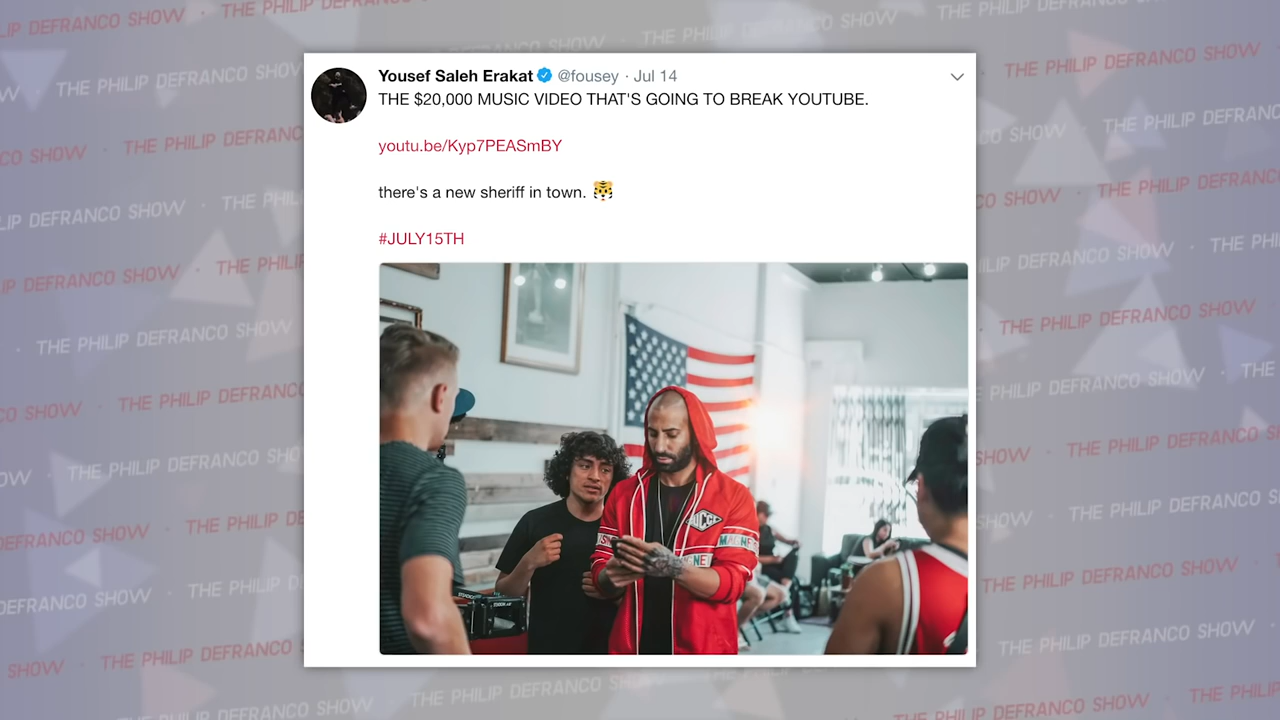 THE PHILIP DEFRANCO SHOW
Yousef Saleh Erakat @fousey · Jul 14
THE $20,000 MUSIC VIDEO THAT'S GOING TO BREAK YOUTUBE.
youtu.be/Kyp7PEASmBY
there's a new sheriff in town. 🐯
#JULY15TH